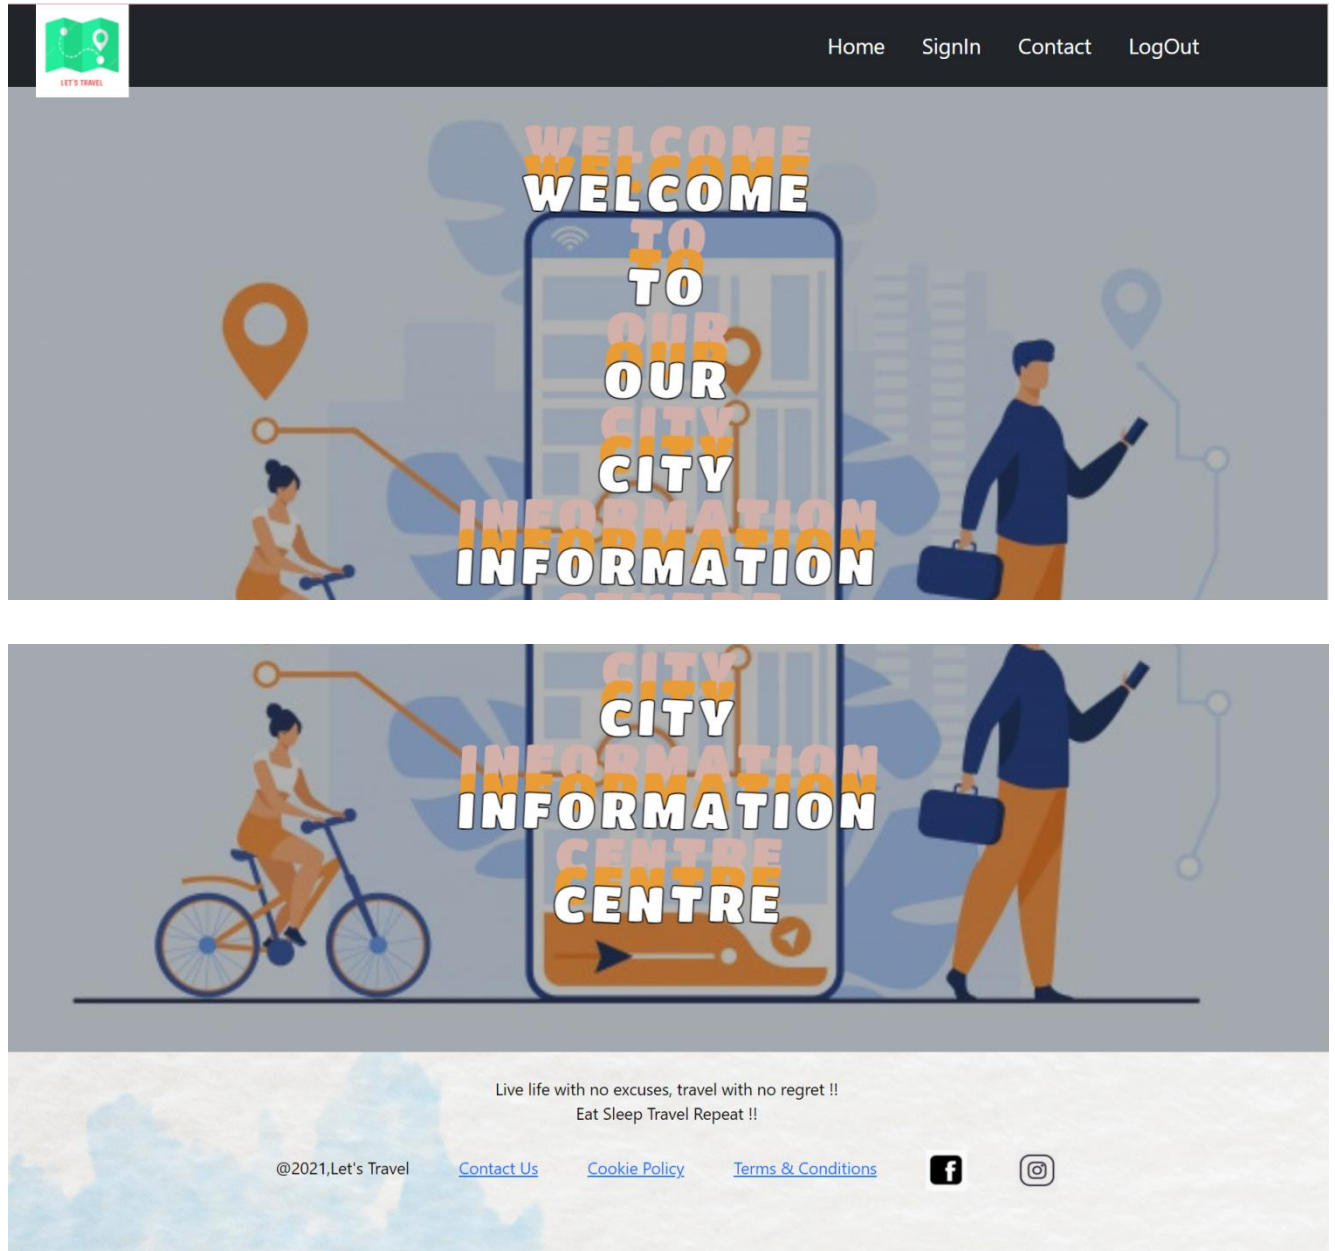 LET'S TRAVEL
Home SignIn Contact LogOut
WELCOME
TO
OUR
CITY
INFORMATION
CENTRE
CITY
INFORMATION
CENTRE
Live life with no excuses, travel with no regret !!
Eat Sleep Travel Repeat !!
@2021,Let's Travel Contact Us Cookie Policy Terms & Conditions